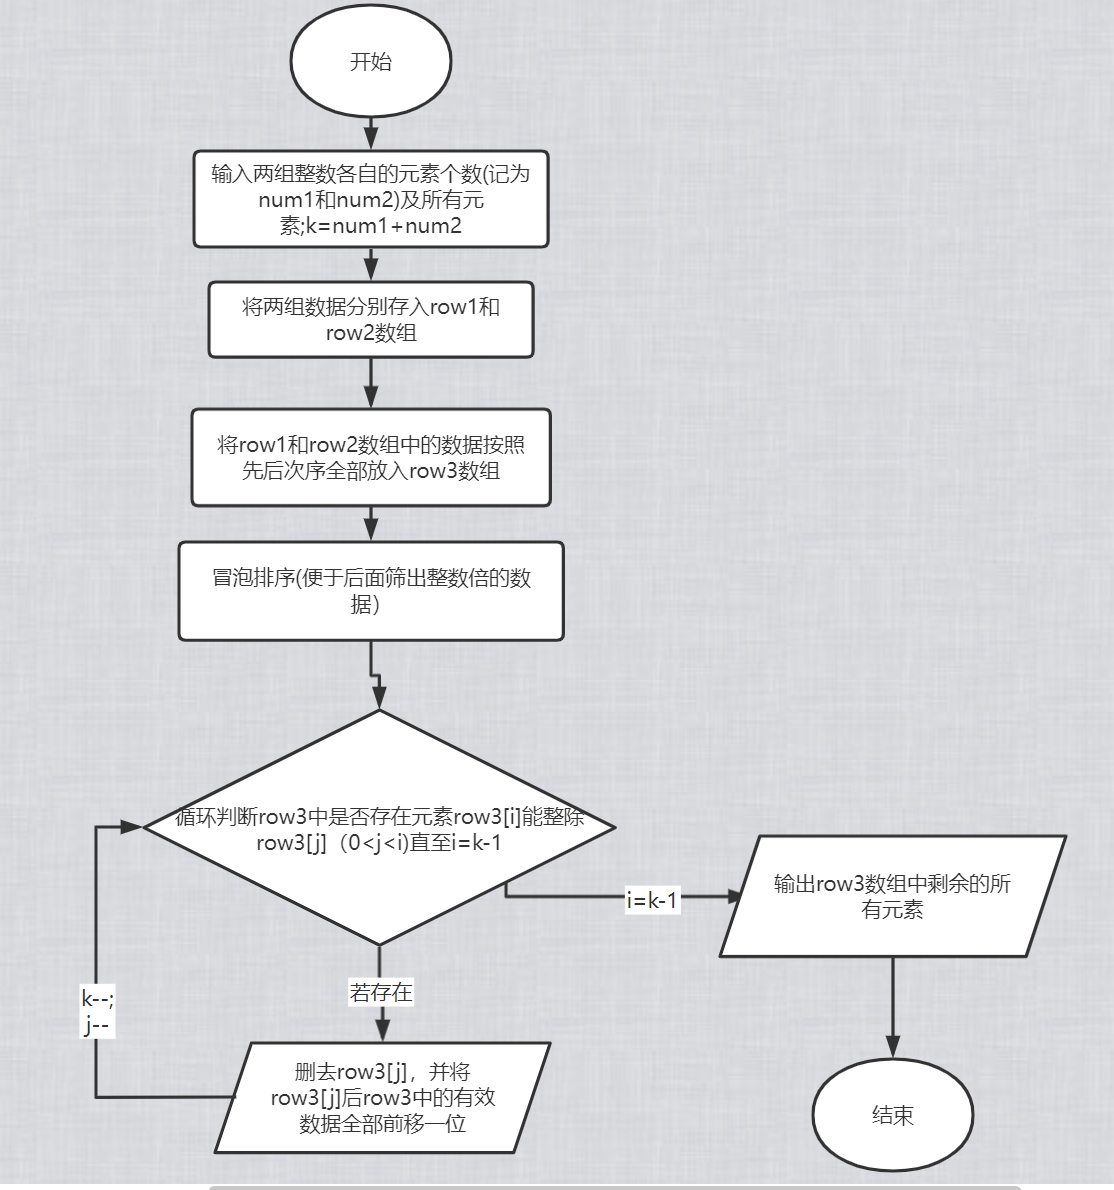 开始
输入两组整数各自的元素个数(记为
num1和num2)及所有元
素;k=num1+num2
将两组数据分别存入row1和
row2数组
将row1和row2数组中的数据按照
先后次序全部放入row3数组
冒泡排序(便于后面筛出整数倍的数
据）
循环判断row3中是否存在元素row3[i]能整除
row3[j]（0<j<i)直至i=k-1
i=k-1
输出row3数组中剩余的所
有元素
若存在
k--;
j--
删去row3[j]，并将
row3[j]后row3中的有效
数据全部前移一位
结束